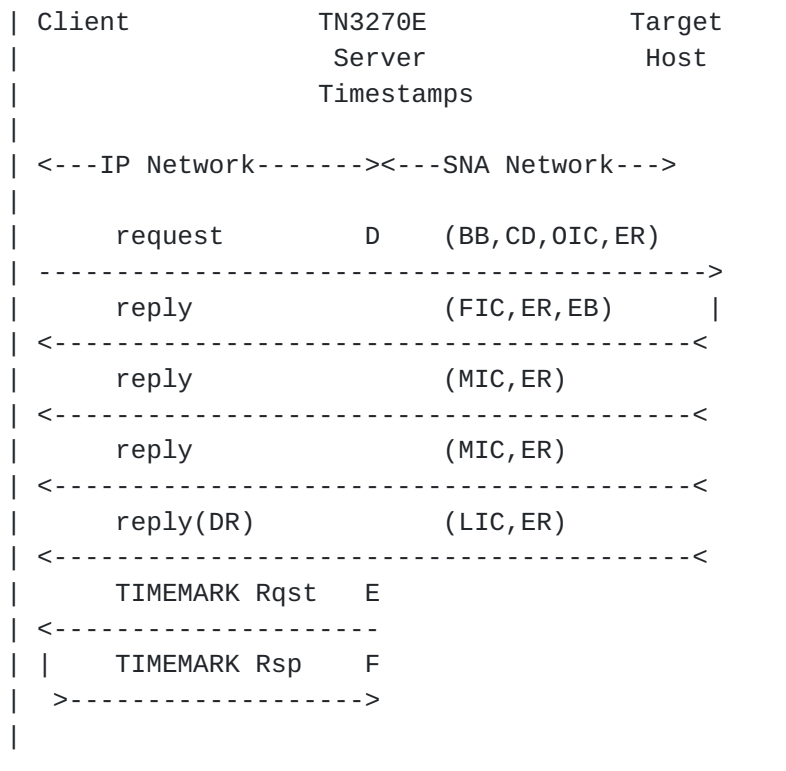 | Client            TN3270E             Target
|                    Server              Host
|                   Timestamps
|
| <---IP Network-------><---SNA Network--->
|
|      request         D    (BB,CD,OIC,ER)
| ------------------------------------------->
|      reply                (FIC,ER,EB)      |
| <------------------------------------------<
|      reply                (MIC,ER)
| <------------------------------------------<
|      reply                (MIC,ER)
| <------------------------------------------<
|      reply(DR)            (LIC,ER)
| <------------------------------------------<
|      TIMEMARK Rqst   E
| <---------------------
| |    TIMEMARK Rsp    F
|  >------------------->
|